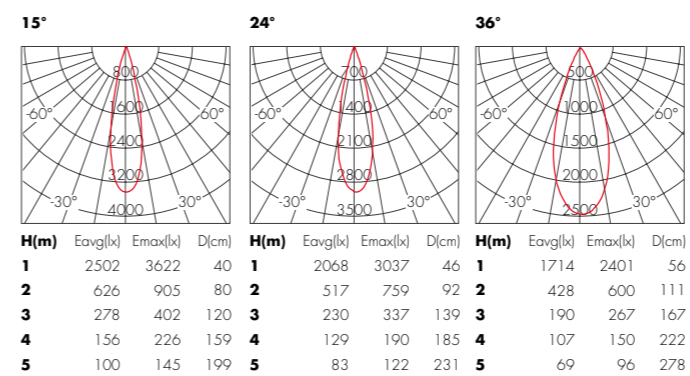 15° 24° 36°
800 700 500
1600 1400 1000
-60° 60° -60° 60° -60° 60°
2400 2100 1500
3200 2800 2000
-30° 30° -30° 30° -30° 30°
4000 3500 2500
H(m) Eavg(lx) Emax(lx) D(cm) H(m) Eavg(lx) Emax(lx) D(cm) H(m) Eavg(lx) Emax(lx) D(cm)
1 2502 3622 40 1 2068 3037 46 1 1714 2401 56
2 626 905 80 2 517 759 92 2 428 600 111
3 278 402 120 3 230 337 139 3 190 267 167
4 156 226 159 4 129 190 185 4 107 150 222
5 100 145 199 5 83 122 231 5 69 96 278